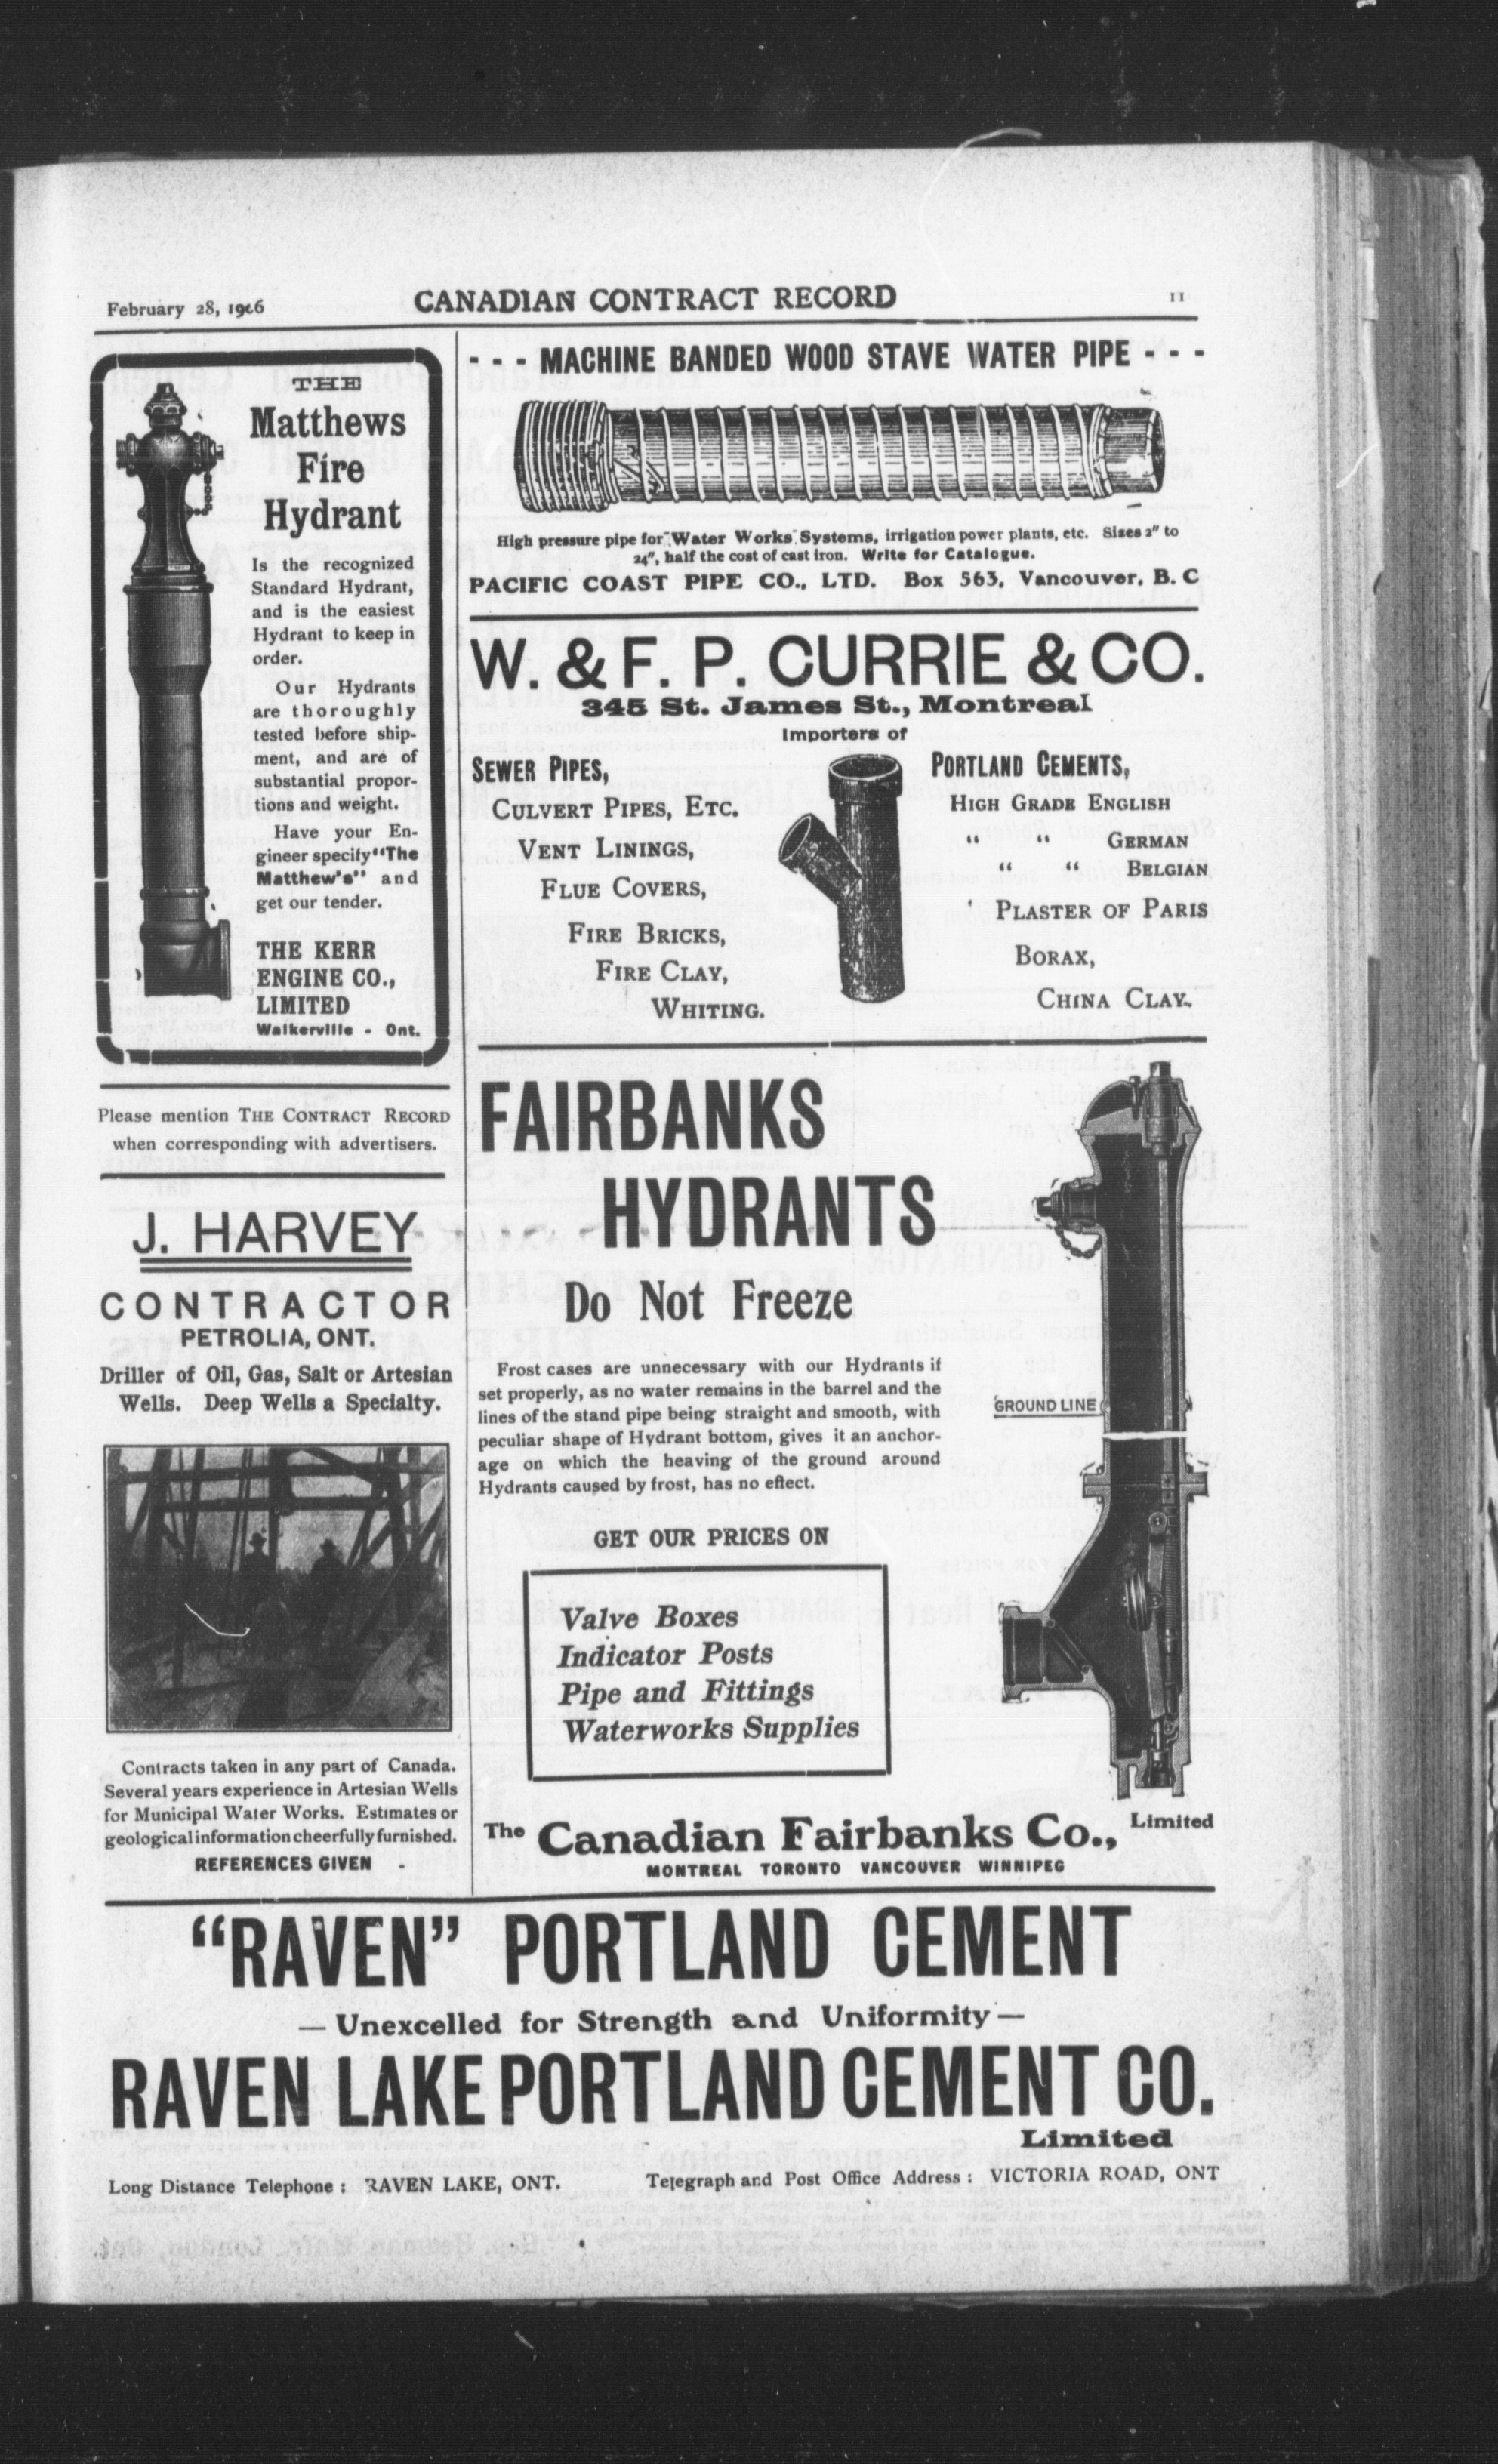 February 28, 1906
CANADIAN CONTRACT RECORD
11
THE
Matthews
Fire
Hydrant
Is the recognized
Standard Hydrant,
and is the easiest
Hydrant to keep in
order.
Our Hydrants
are thoroughly
tested before ship-
ment, and are of
substantial propor-
tions and weight.
Have your En-
gineer specify "The
Matthew's" and
get our tender.
THE KERR
ENGINE CO.,
LIMITED
Walkerville - Ont.
Please mention THE CONTRACT RECORD
when corresponding with advertisers.
J. HARVEY
CONTRACTOR
PETROLIA, ONT.
Driller of Oil, Gas, Salt or Artesian
Wells. Deep Wells a Specialty.
Contracts taken in any part of Canada.
Several years experience in Artesian Wells
for Municipal Water Works. Estimates or
geological information cheerfully furnished.
REFERENCES GIVEN -
- - - MACHINE BANDED WOOD STAVE WATER PIPE - - -
High pressure pipe for Water Works Systems, irrigation power plants, etc. Sizes 2" to
24", half the cost of cast iron. Write for Catalogue.
PACIFIC COAST PIPE CO., LTD. Box 563, Vancouver, B. C
W. & F. P. CURRIE & CO.
345 St. James St., Montreal
Importers of
SEWER PIPES,
CULVERT PIPES, ETC.
VENT LININGS,
FLUE COVERS,
FIRE BRICKS,
FIRE CLAY,
WHITING.
PORTLAND CEMENTS,
HIGH GRADE ENGLISH
" " GERMAN
" " BELGIAN
PLASTER OF PARIS
BORAX,
CHINA CLAY.
FAIRBANKS
HYDRANTS
Do Not Freeze
Frost cases are unnecessary with our Hydrants if
set properly, as no water remains in the barrel and the
lines of the stand pipe being straight and smooth, with
peculiar shape of Hydrant bottom, gives it an anchor-
age on which the heaving of the ground around
Hydrants caused by frost, has no effect.
GROUND LINE
GET OUR PRICES ON
Valve Boxes
Indicator Posts
Pipe and Fittings
Waterworks Supplies
The Canadian Fairbanks Co., Limited
MONTREAL TORONTO VANCOUVER WINNIPEG
"RAVEN" PORTLAND CEMENT
— Unexcelled for Strength and Uniformity —
RAVEN LAKE PORTLAND CEMENT CO.
Limited
Long Distance Telephone : RAVEN LAKE, ONT.
Telegraph and Post Office Address : VICTORIA ROAD, ONT